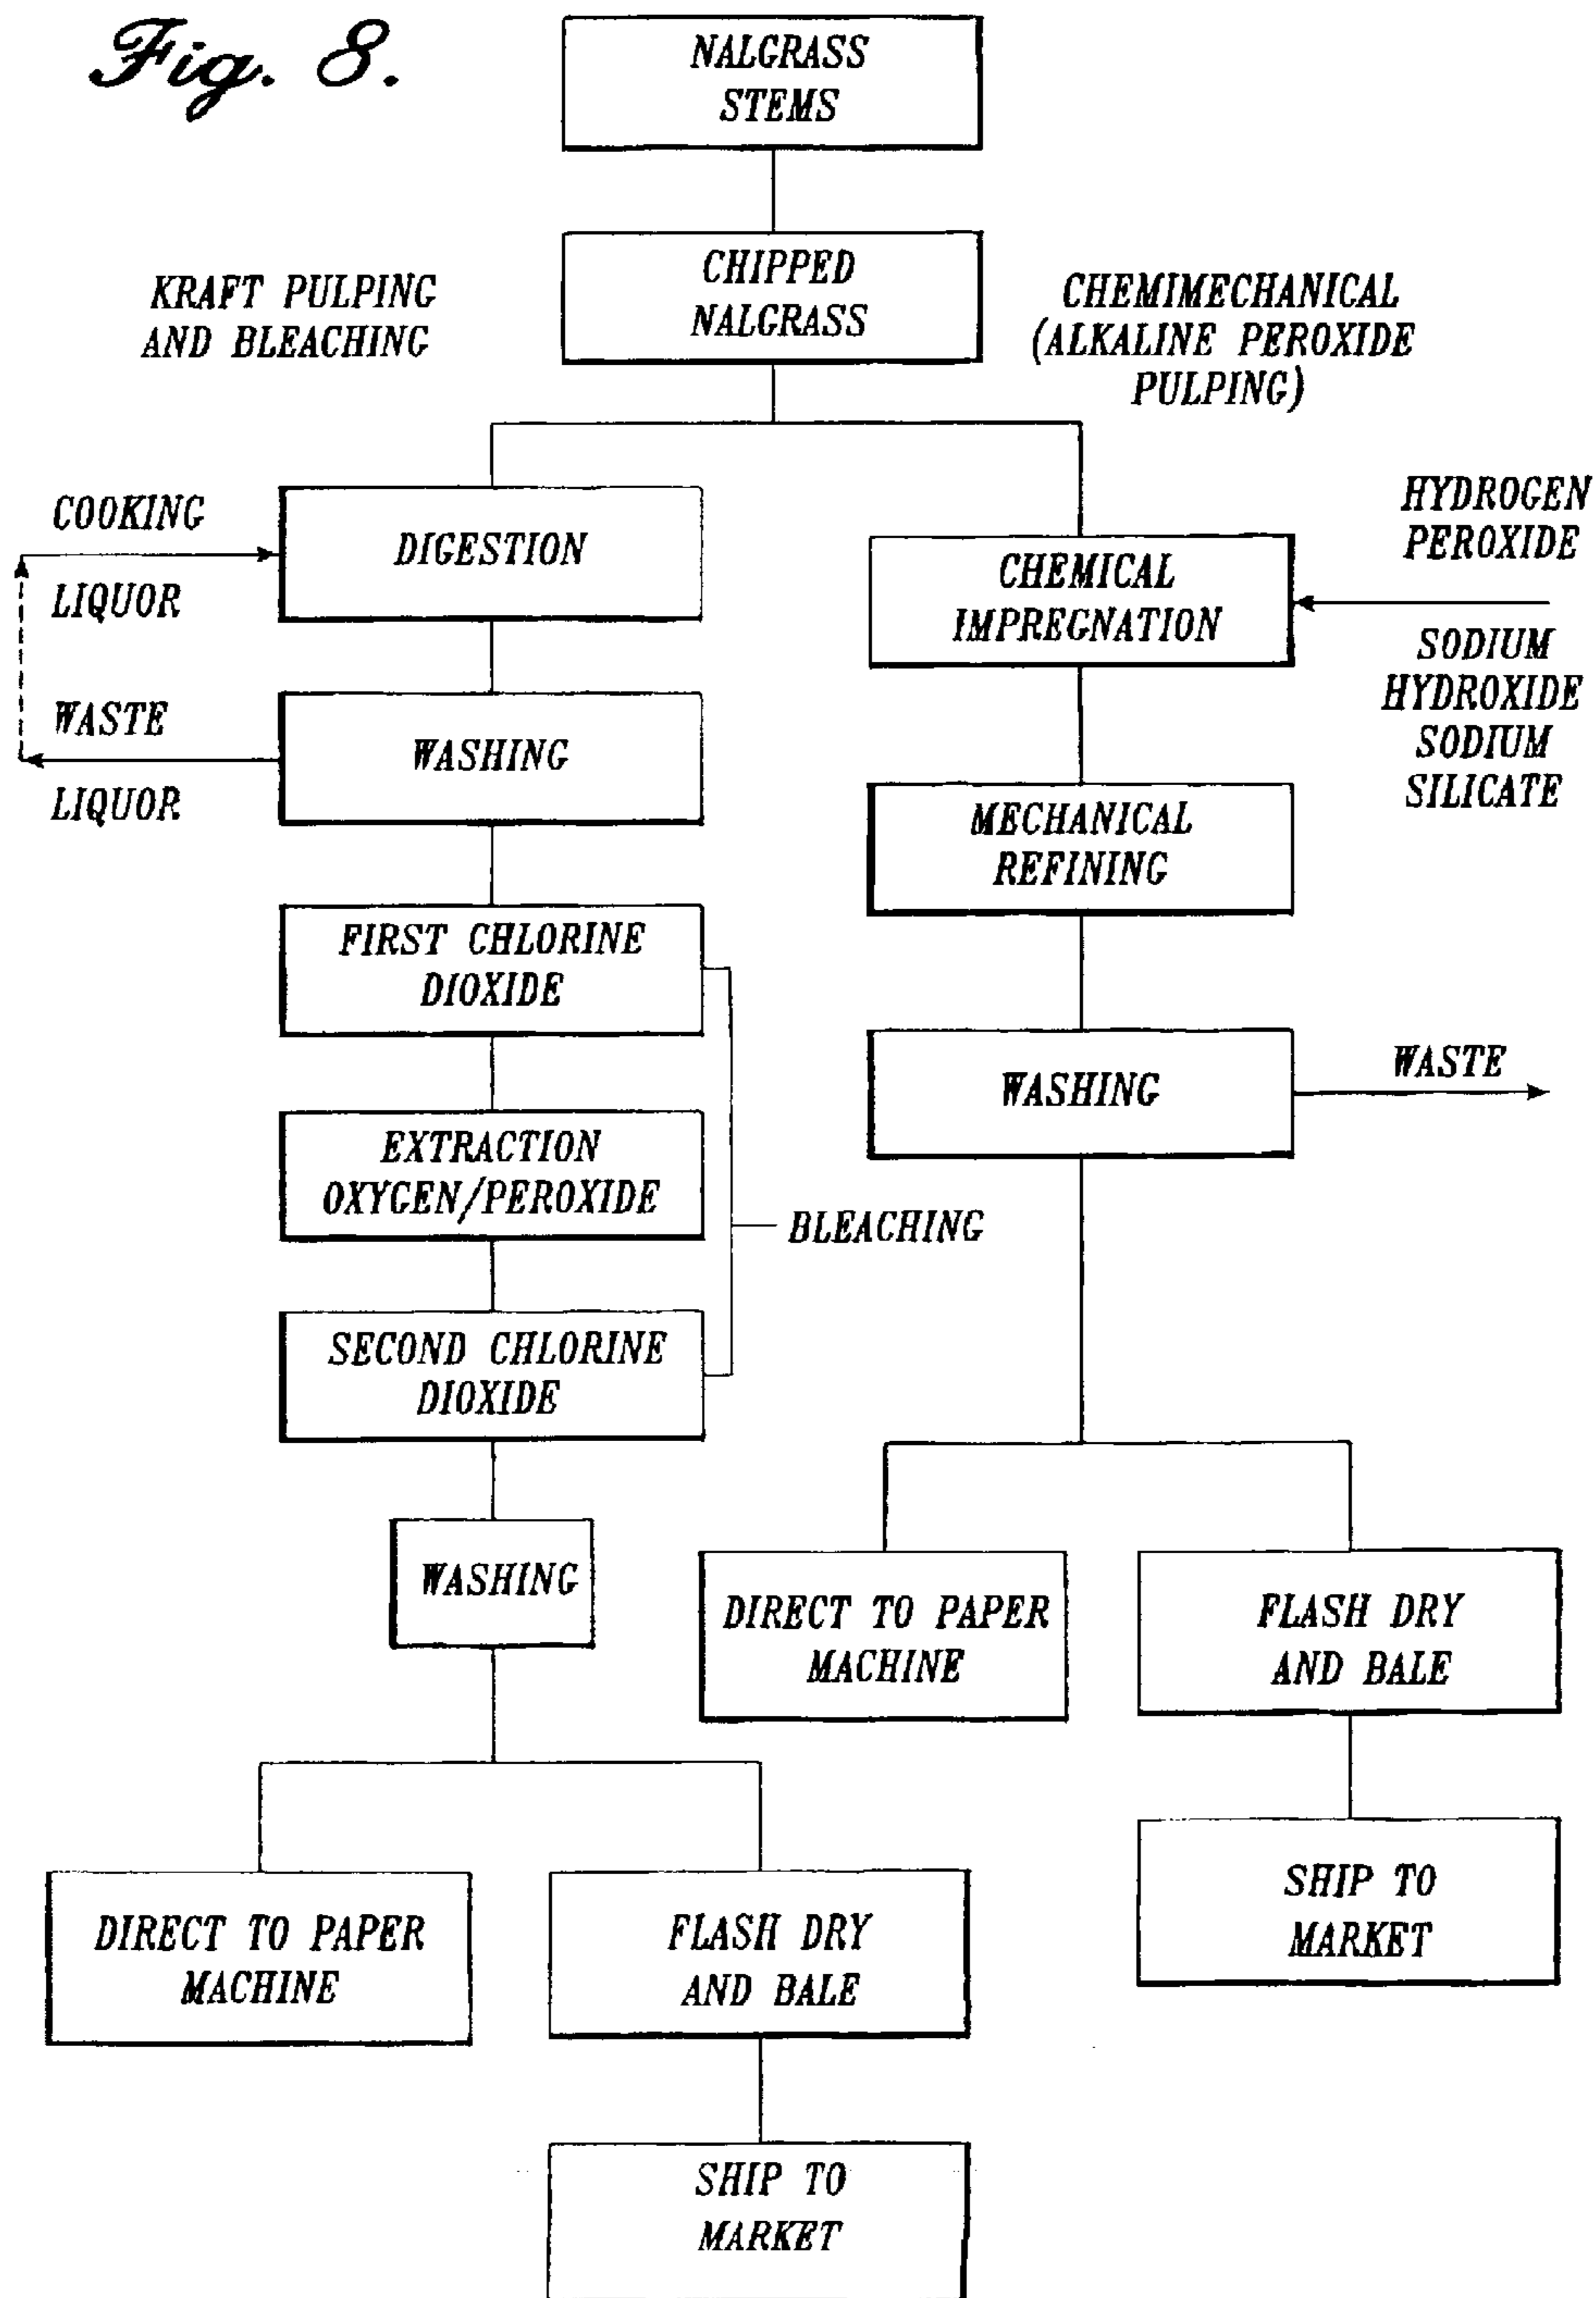 Fig. 8.
NALGRASS
STEMS
CHIPPED
NALGRASS
KRAFT PULPING
AND BLEACHING
CHEMIMECHANICAL
(ALKALINE PEROXIDE
PULPING)
COOKING
LIQUOR
DIGESTION
HYDROGEN
PEROXIDE
CHEMICAL
IMPREGNATION
SODIUM
HYDROXIDE
SODIUM
SILICATE
WASTE
LIQUOR
WASHING
MECHANICAL
REFINING
FIRST CHLORINE
DIOXIDE
WASHING
WASTE
EXTRACTION
OXYGEN/PEROXIDE
BLEACHING
SECOND CHLORINE
DIOXIDE
WASHING
DIRECT TO PAPER
MACHINE
FLASH DRY
AND BALE
SHIP TO
MARKET
DIRECT TO PAPER
MACHINE
FLASH DRY
AND BALE
SHIP TO
MARKET